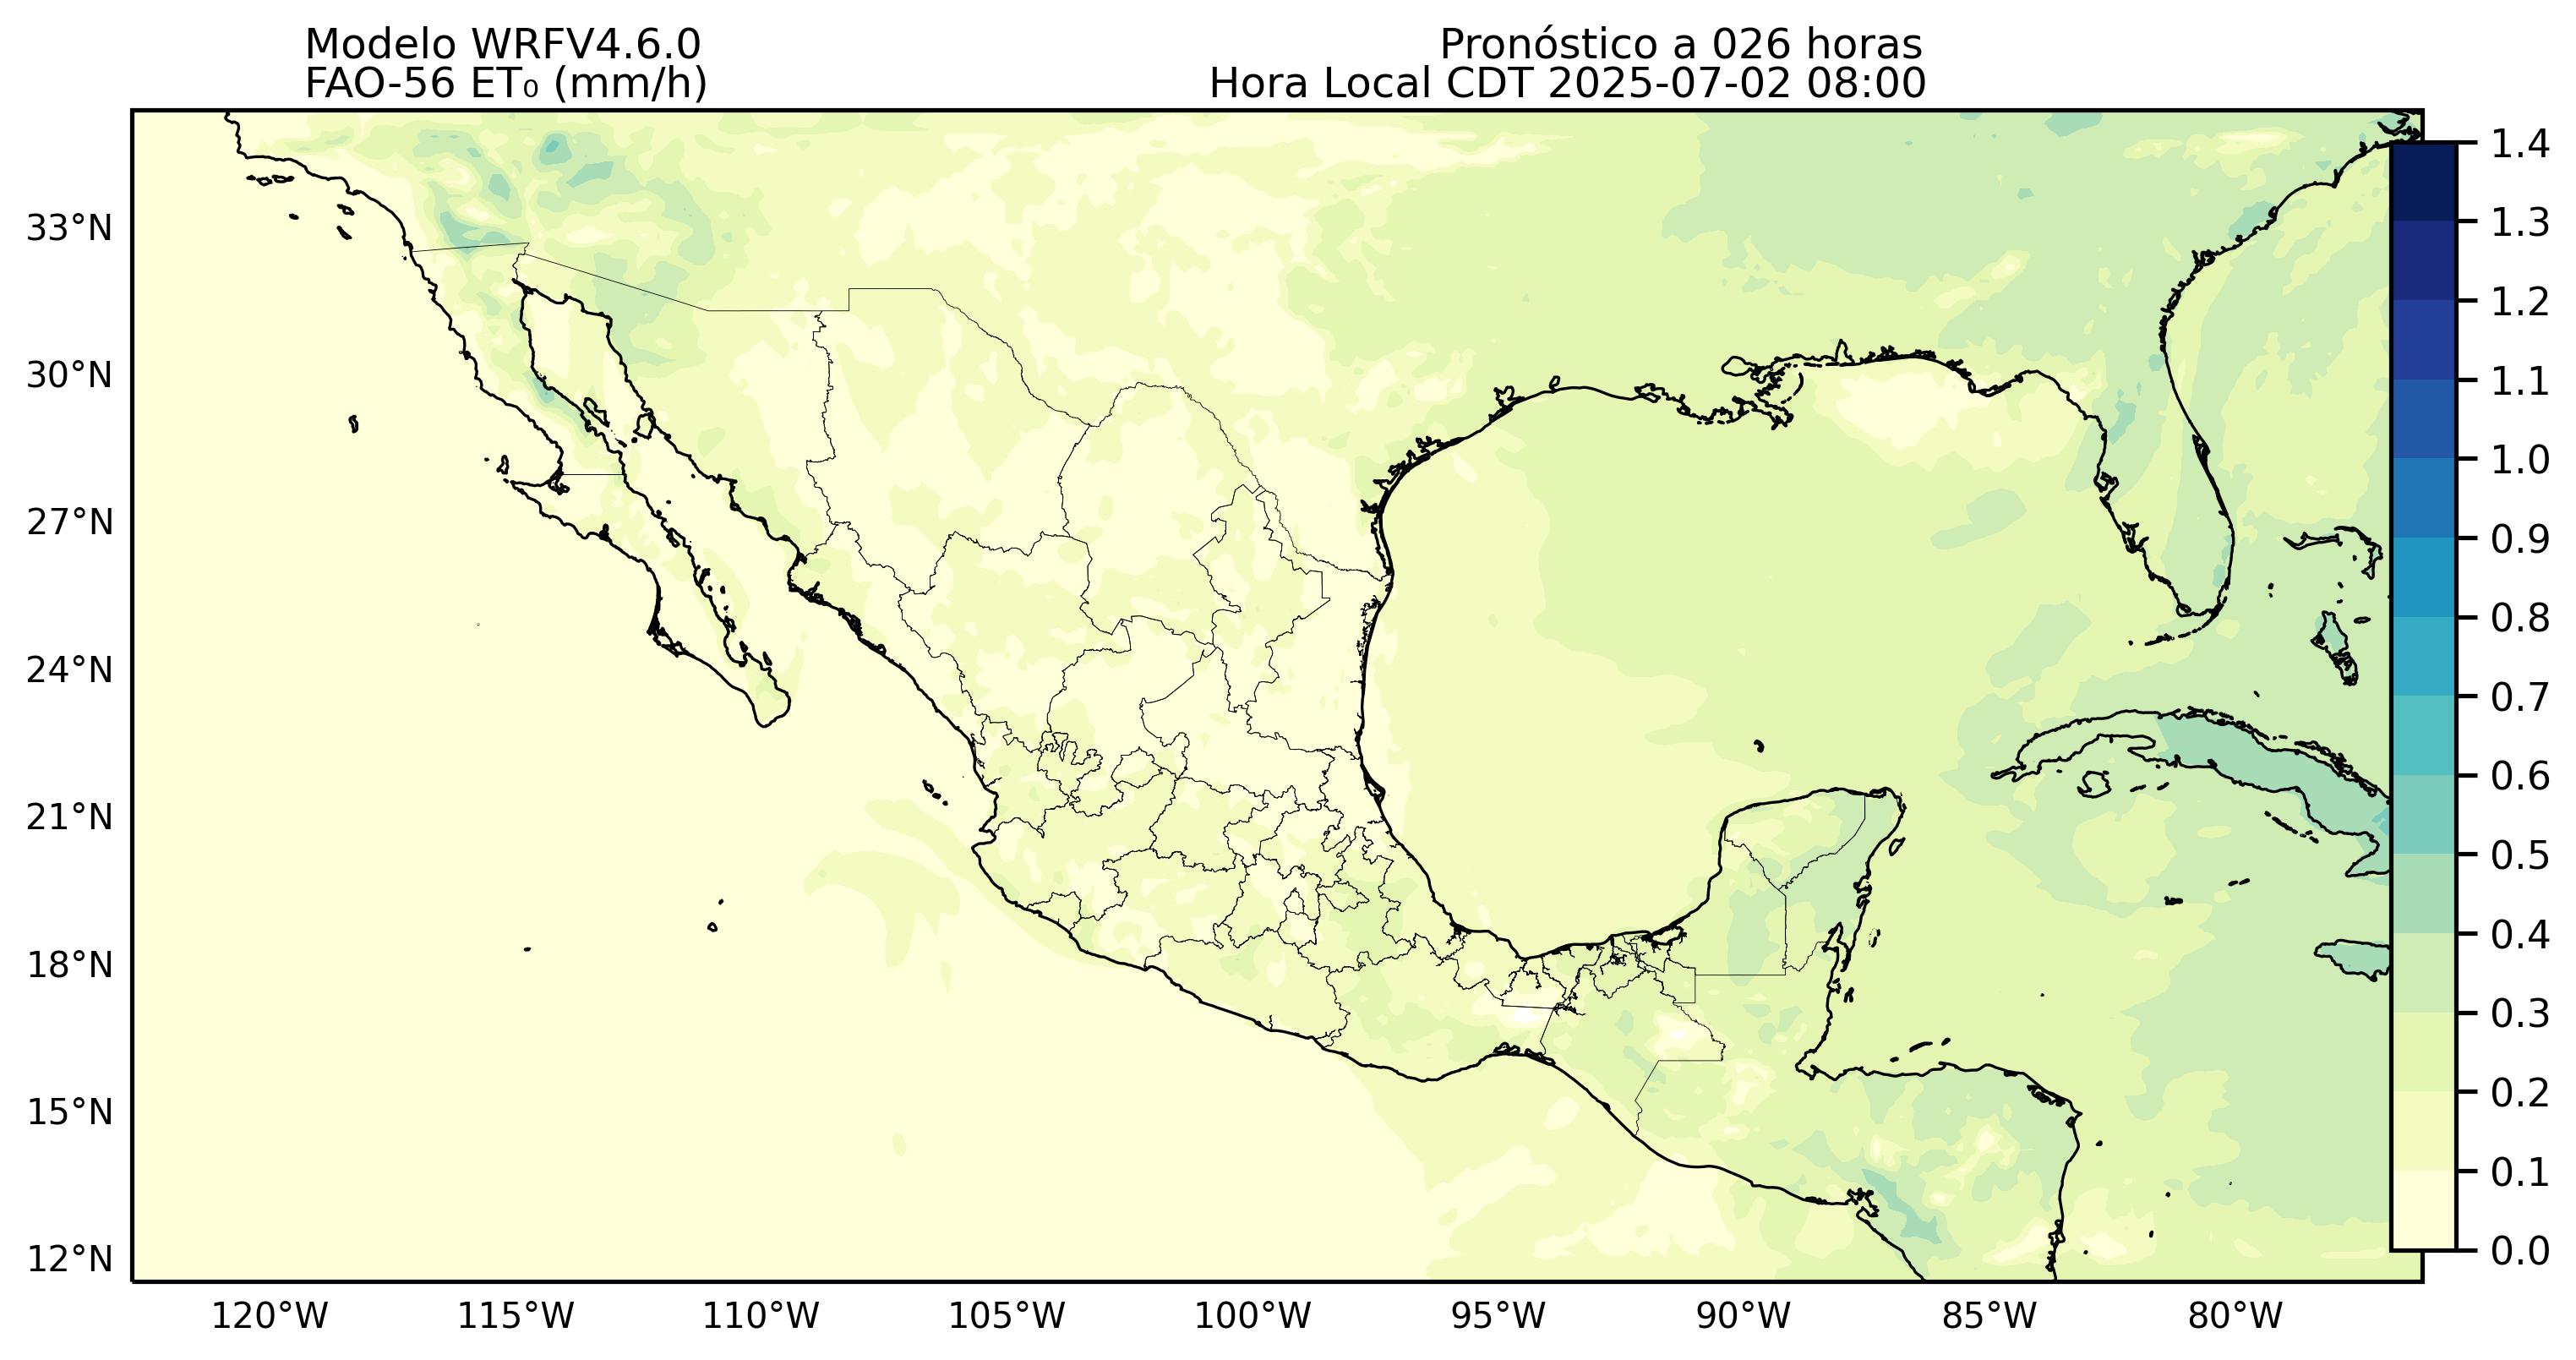 Modelo WRFV4.6.0
FAO-56 ET₀ (mm/h)
Pronóstico a 026 horas
Hora Local CDT 2025-07-02 08:00
33°N
30°N
27°N
24°N
21°N
18°N
15°N
12°N
120°W
115°W
110°W
105°W
100°W
95°W
90°W
85°W
80°W
1.4
1.3
1.2
1.1
1.0
0.9
0.8
0.7
0.6
0.5
0.4
0.3
0.2
0.1
0.0